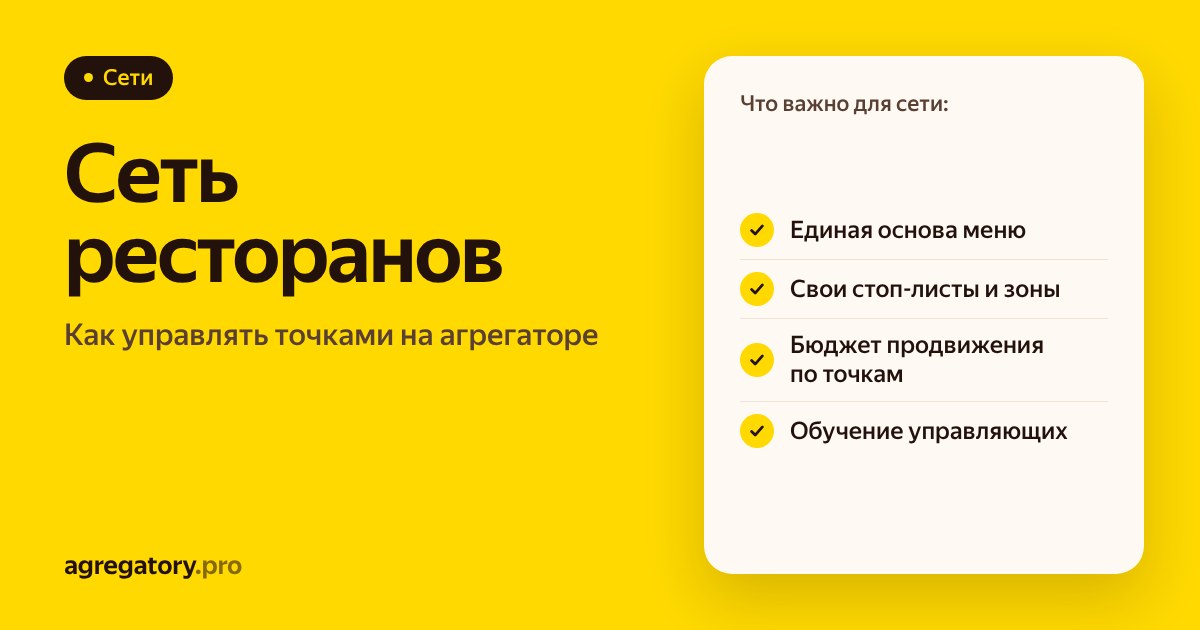 Сети
Сеть
ресторанов
Как управлять точками на агрегаторе
agregatory.pro
Что важно для сети:
Единая основа меню
Свои стоп-листы и зоны
Бюджет продвижения
по точкам
Обучение управляющих